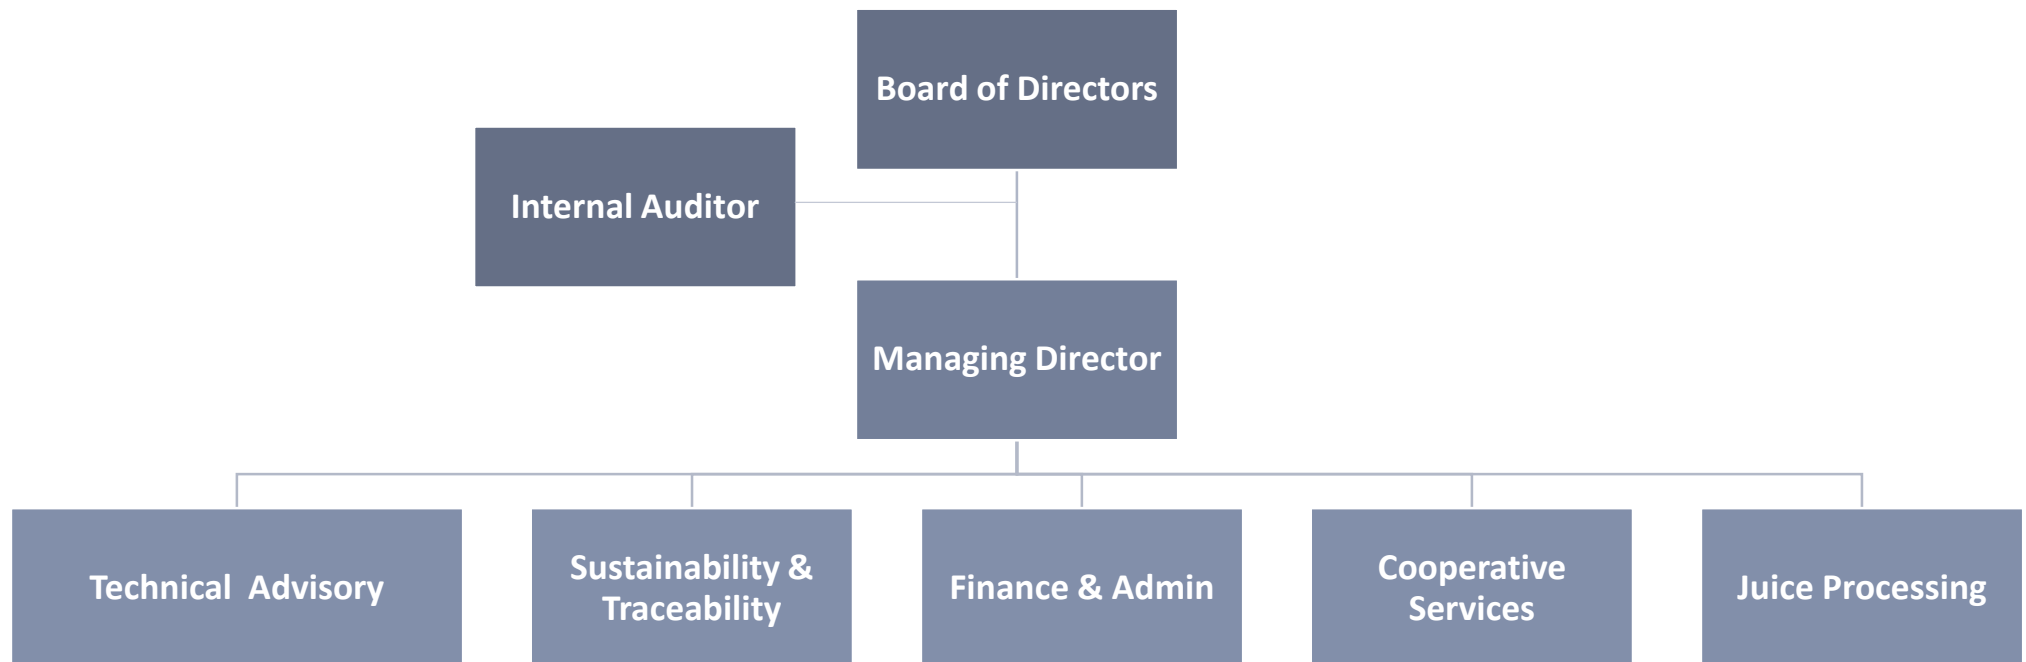 Board of Directors
Internal Auditor
Managing Director
Technical  Advisory
Sustainability &
Traceability
Finance & Admin
Cooperative
Services
Juice Processing